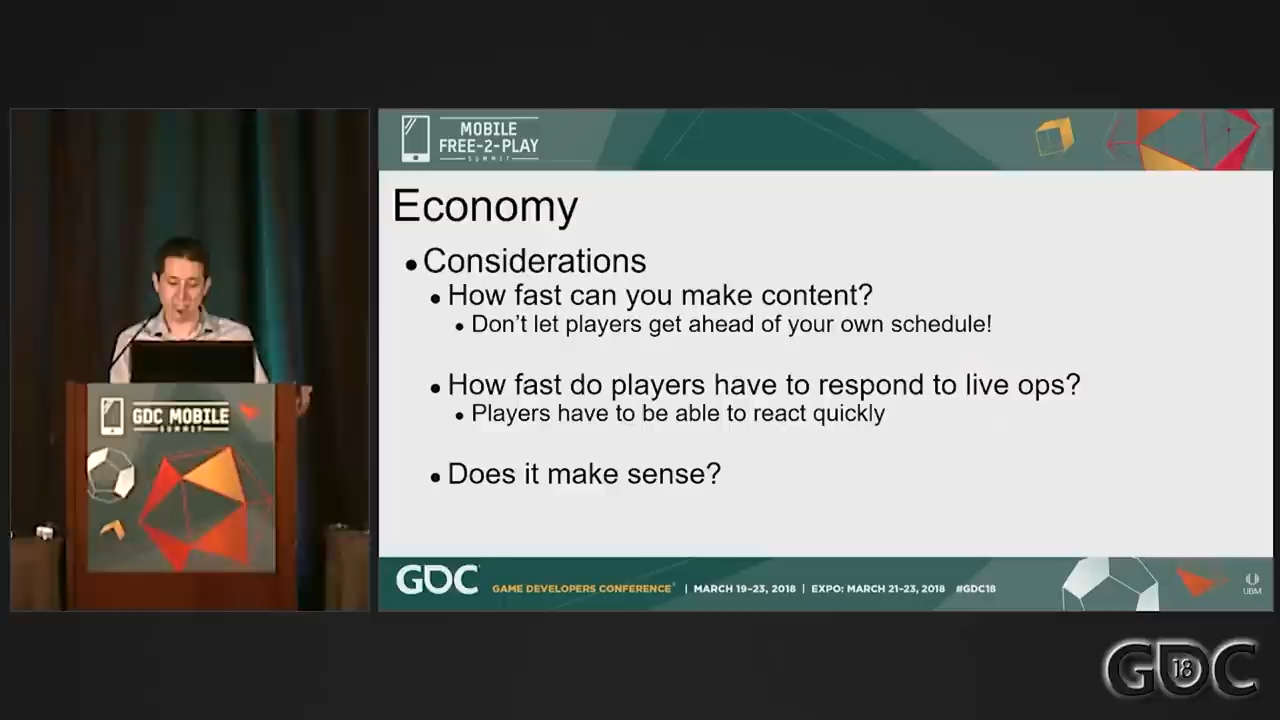 MOBILE
FREE-2-PLAY
SUMMIT
Economy
• Considerations
• How fast can you make content?
• Don't let players get ahead of your own schedule!
• How fast do players have to respond to live ops?
• Players have to be able to react quickly
• Does it make sense?
GDC MOBILE
SUMMIT
GDC GAME DEVELOPERS CONFERENCE® | MARCH 19-23, 2018 | EXPO: MARCH 21-23, 2018 #GDC18
UBM
GDC 18